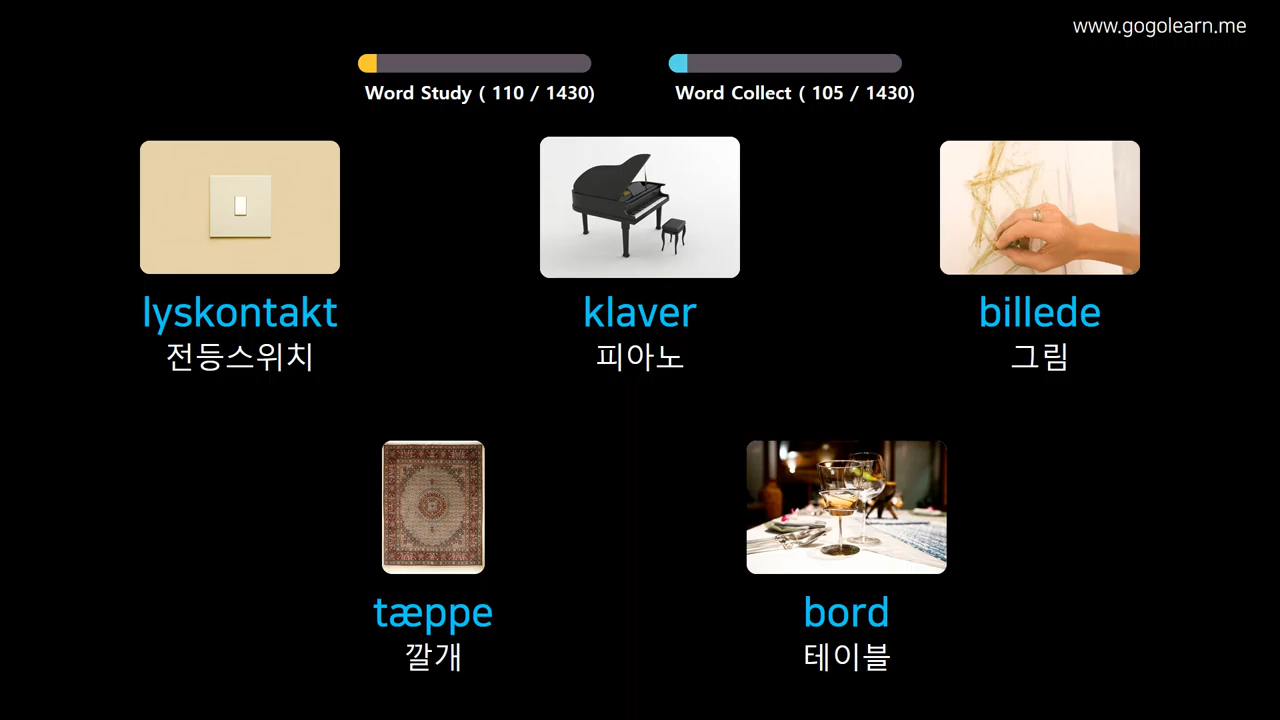 www.gogolearn.me
Word Study ( 110 / 1430)
Word Collect ( 105 / 1430)
lyskontakt
전등스위치
klaver
피아노
billede
그림
tæppe
깔개
bord
테이블